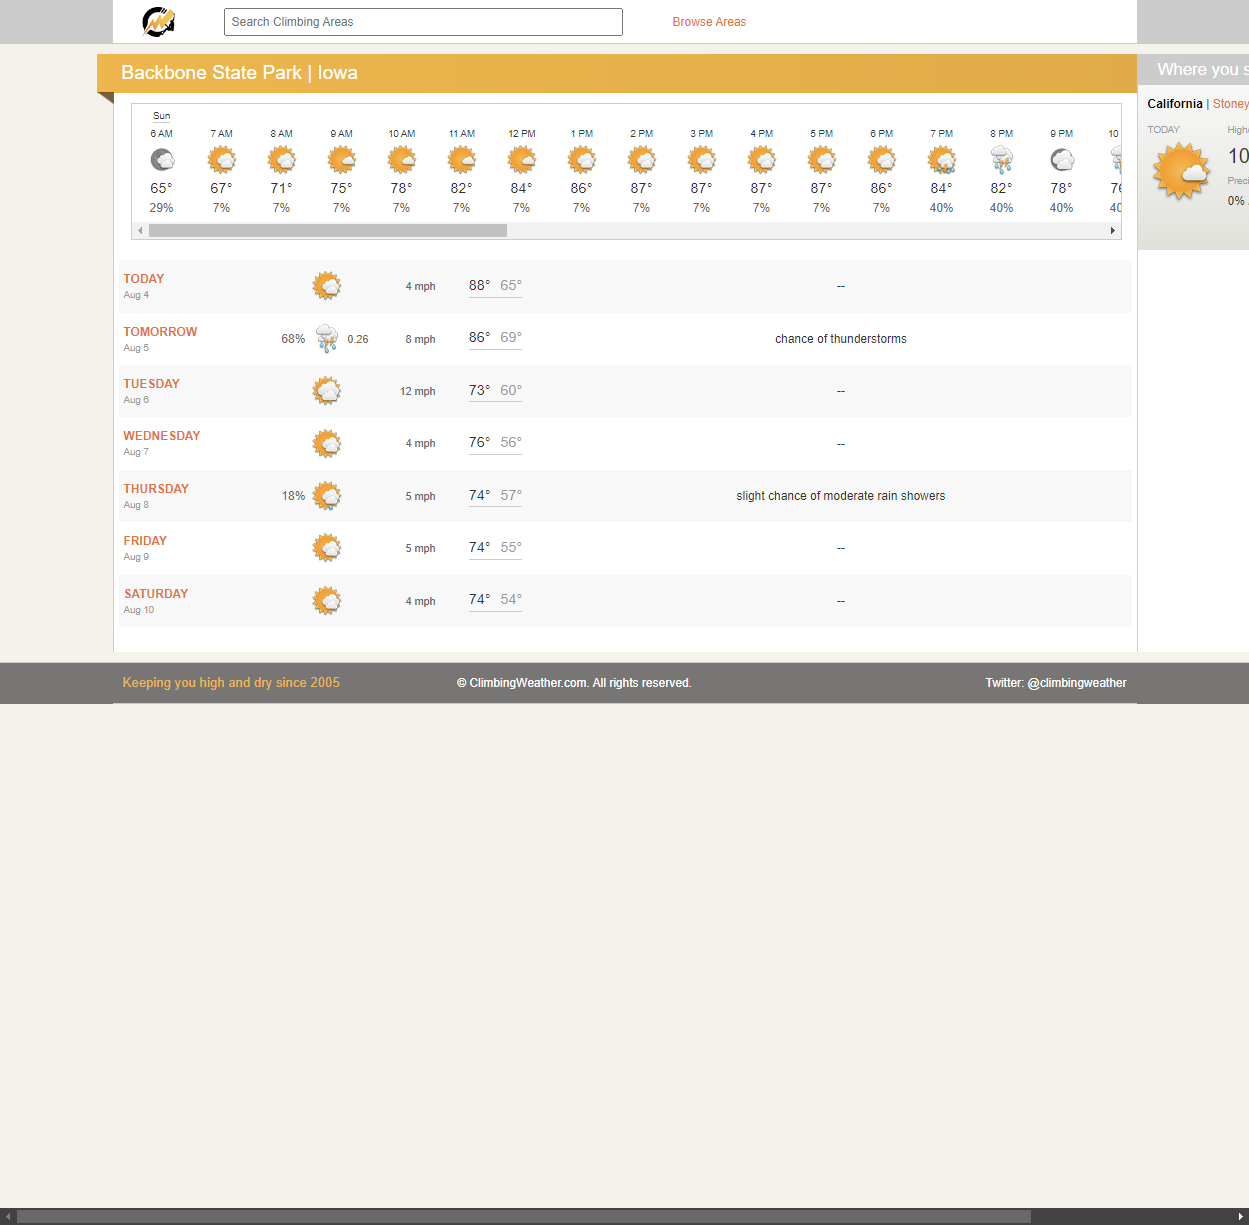 Search Climbing Areas
Browse Areas
Backbone State Park | Iowa
Where you s
Sun
6 AM 7 AM 8 AM 9 AM 10 AM 11 AM 12 PM 1 PM 2 PM 3 PM 4 PM 5 PM 6 PM 7 PM 8 PM 9 PM 10
65° 67° 71° 75° 78° 82° 84° 86° 87° 87° 87° 87° 86° 84° 82° 78° 76
29% 7% 7% 7% 7% 7% 7% 7% 7% 7% 7% 7% 7% 40% 40% 40% 40
California | Stoney
TODAY High
10
Preci
0%
TODAY
Aug 4
4 mph 88° 65° --
TOMORROW
Aug 5
68% 0.26 8 mph 86° 69° chance of thunderstorms
TUESDAY
Aug 6
12 mph 73° 60° --
WEDNESDAY
Aug 7
4 mph 76° 56° --
THURSDAY
Aug 8
18% 5 mph 74° 57° slight chance of moderate rain showers
FRIDAY
Aug 9
5 mph 74° 55° --
SATURDAY
Aug 10
4 mph 74° 54° --
Keeping you high and dry since 2005
© ClimbingWeather.com. All rights reserved.
Twitter: @climbingweather